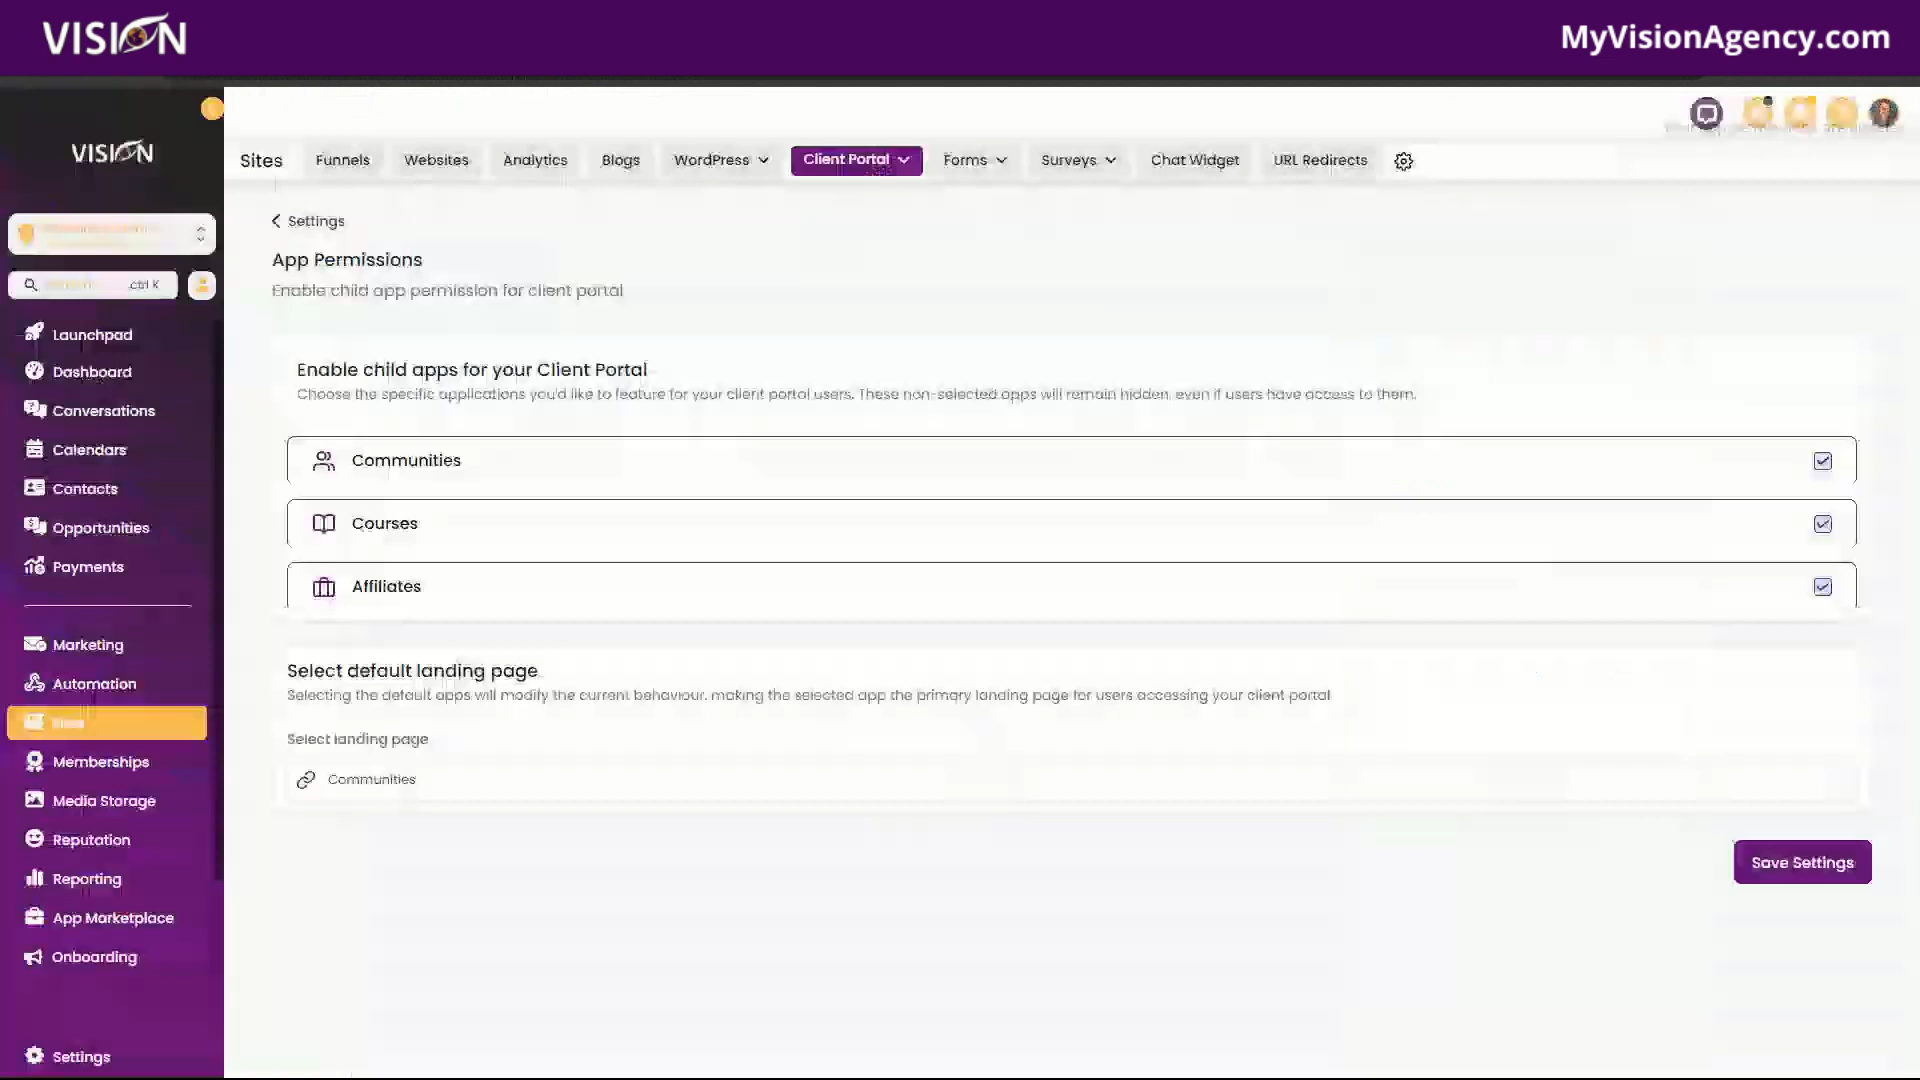 VISION
MyVisionAgency.com
VISION
ctrl K
Launchpad
Dashboard
Conversations
Calendars
Contacts
Opportunities
Payments
Marketing
Automation
Memberships
Media Storage
Reputation
Reporting
App Marketplace
Onboarding
Settings
Sites
Funnels
Websites
Analytics
Blogs
WordPress
Client Portal
Forms
Surveys
Chat Widget
URL Redirects
Settings
App Permissions
Enable child app permission for client portal
Enable child apps for your Client Portal
Choose the specific applications you'd like to feature for your client portal users. These non-selected apps will remain hidden, even if users have access to them.
Communities
Courses
Affiliates
Select default landing page
Selecting the default apps will modify the current behaviour, making the selected app the primary landing page for users accessing your client portal
Select landing page
Communities
Save Settings